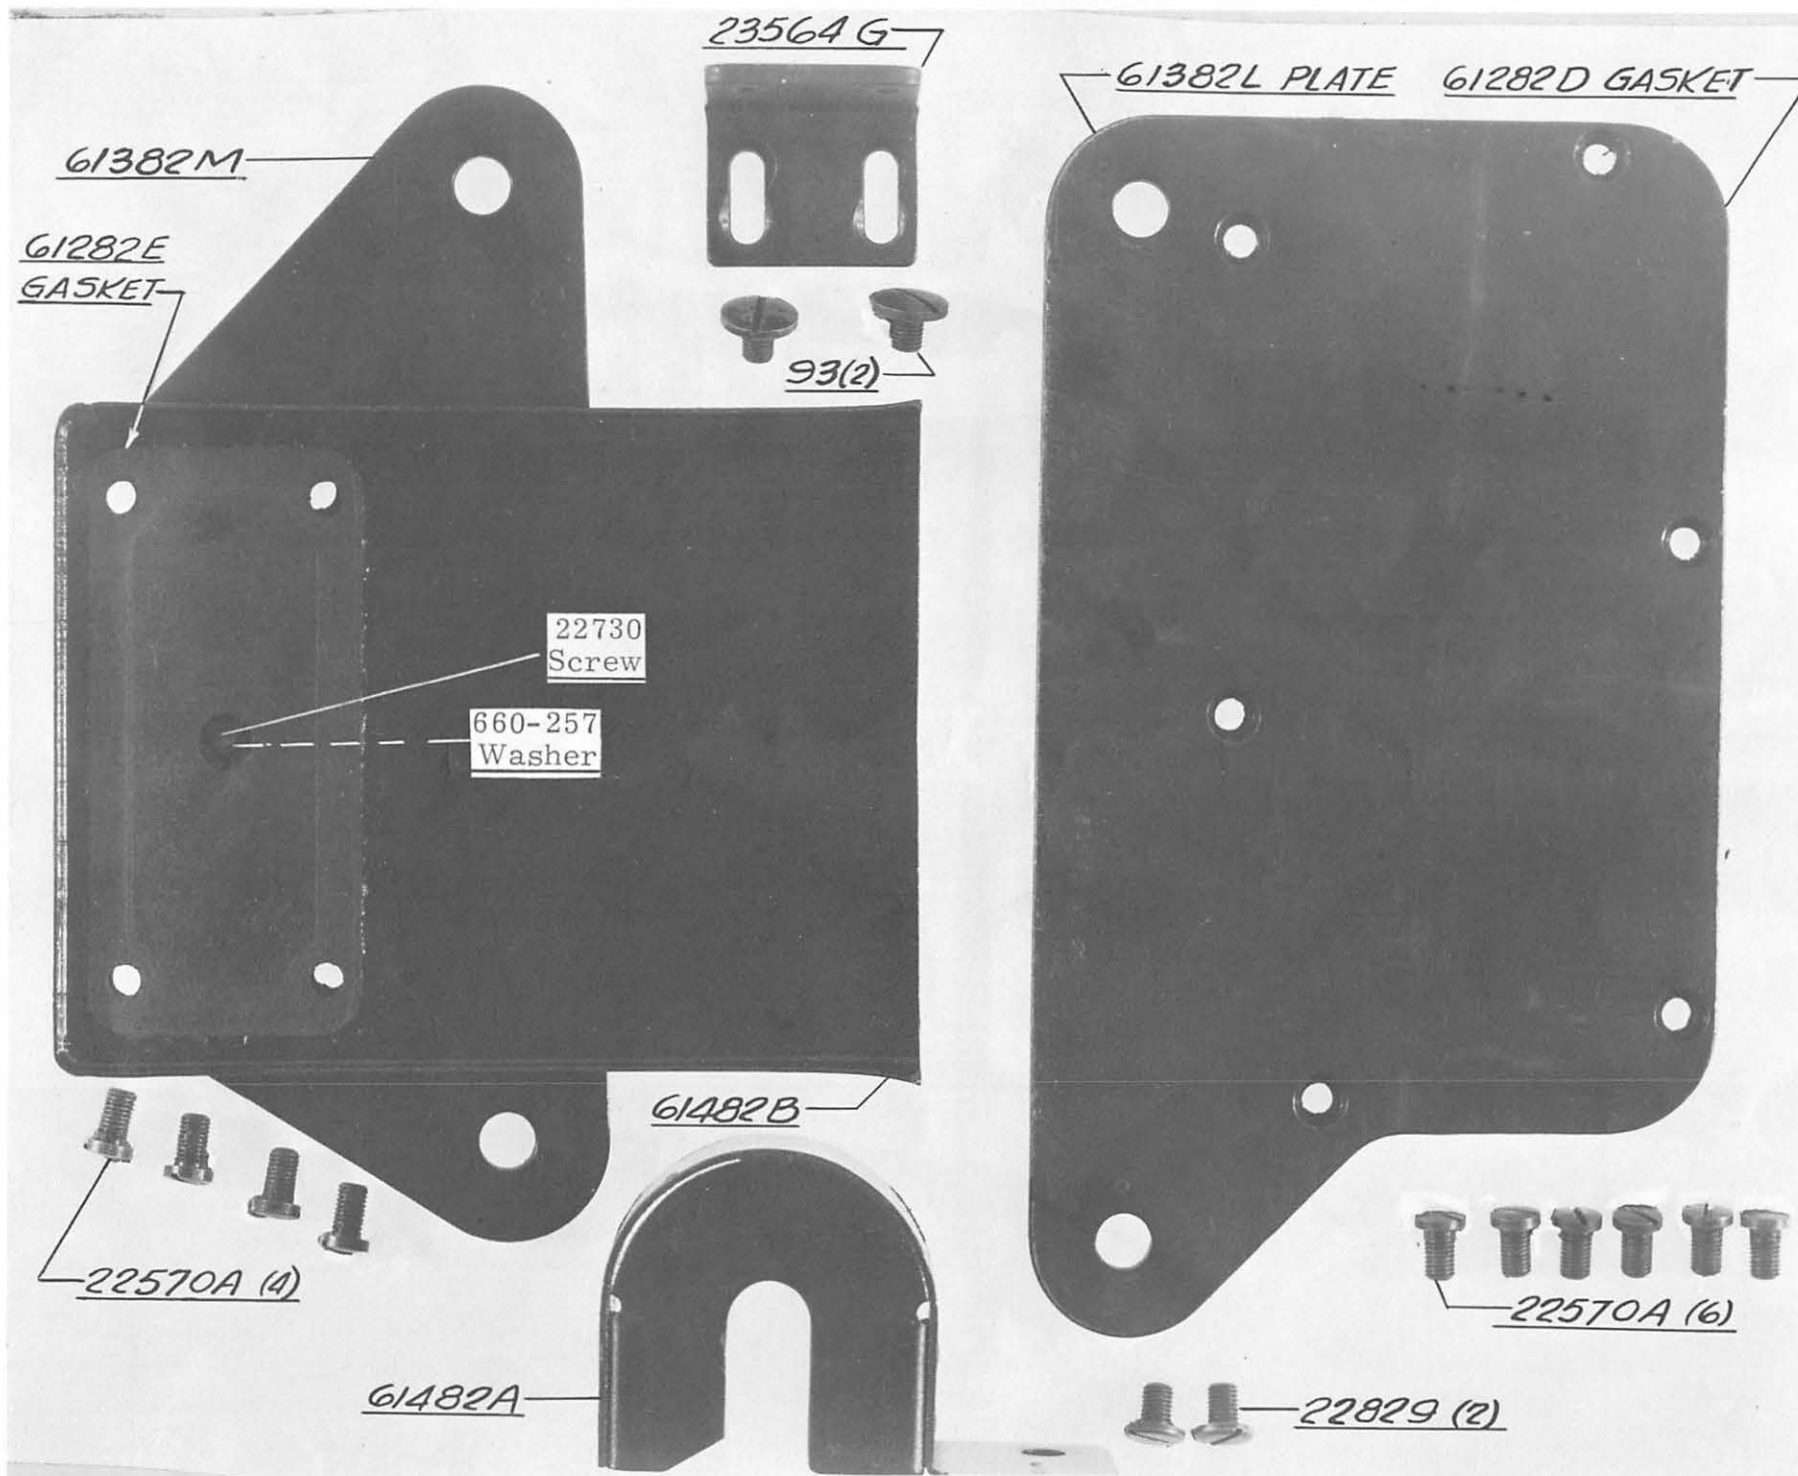 23564 G
61382L PLATE
61282D GASKET
61382M
61282E
GASKET
93(2)
22730
Screw
660-257
Washer
61482B
22570A (4)
22570A (6)
61482A
22829 (2)